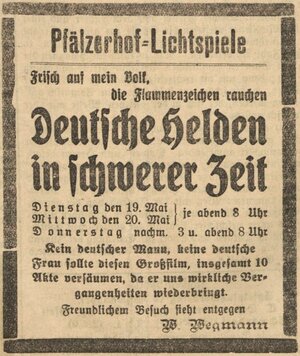 Pfälzerhof-Lichtspiele
Frisch auf mein Volk,
die Flammenzeichen rauchen
Deutsche Helden
in schwerer Zeit
Dienstag den 19. Mai } je abend 8 Uhr
Mittwoch den 20. Mai
Donnerstag nachm. 3 u. abend 8 Uhr
Kein deutscher Mann, keine deutsche
Frau sollte diesen Großfilm, insgesamt 10
Akte versäumen, da er uns wirkliche Ver-
gangenheiten wiederbringt.
Freundlichem Besuch sieht entgegen
W. Wegmann